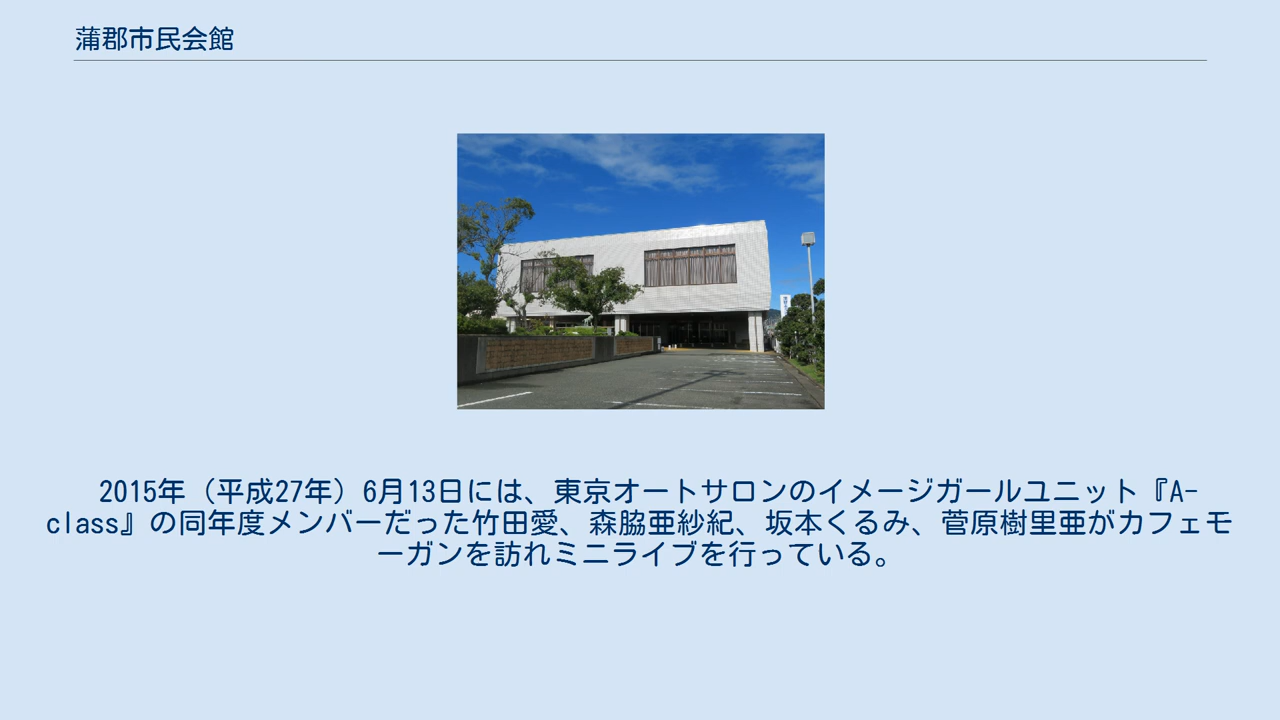 蒲郡市民会館
2015年（平成27年）6月13日には、東京オートサロンのイメージガールユニット『A-
class』の同年度メンバーだった竹田愛、森脇亜紗紀、坂本くるみ、菅原樹里亜がカフェモ
ーガンを訪れミニライブを行っている。